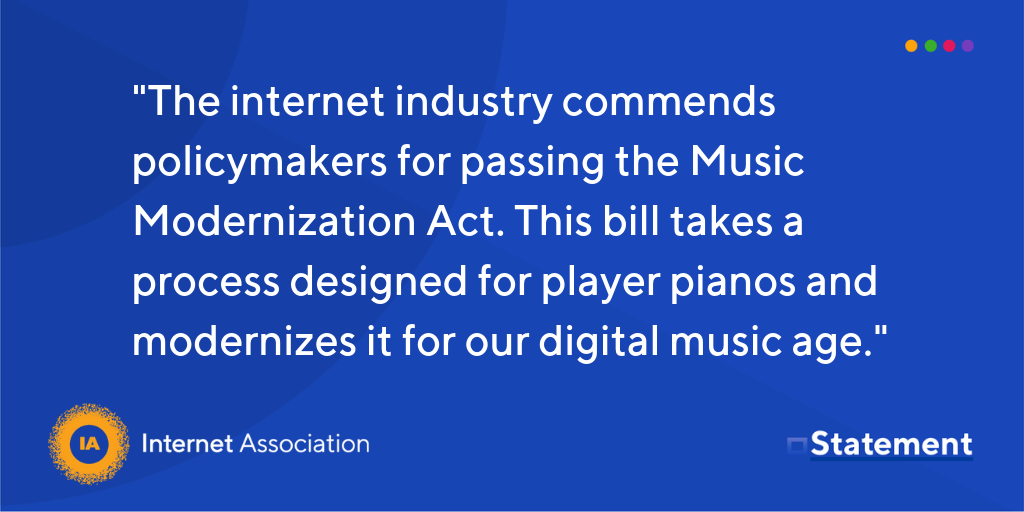 "The internet industry commends
policymakers for passing the Music
Modernization Act. This bill takes a
process designed for player pianos and
modernizes it for our digital music age."
IA
Internet Association
Statement